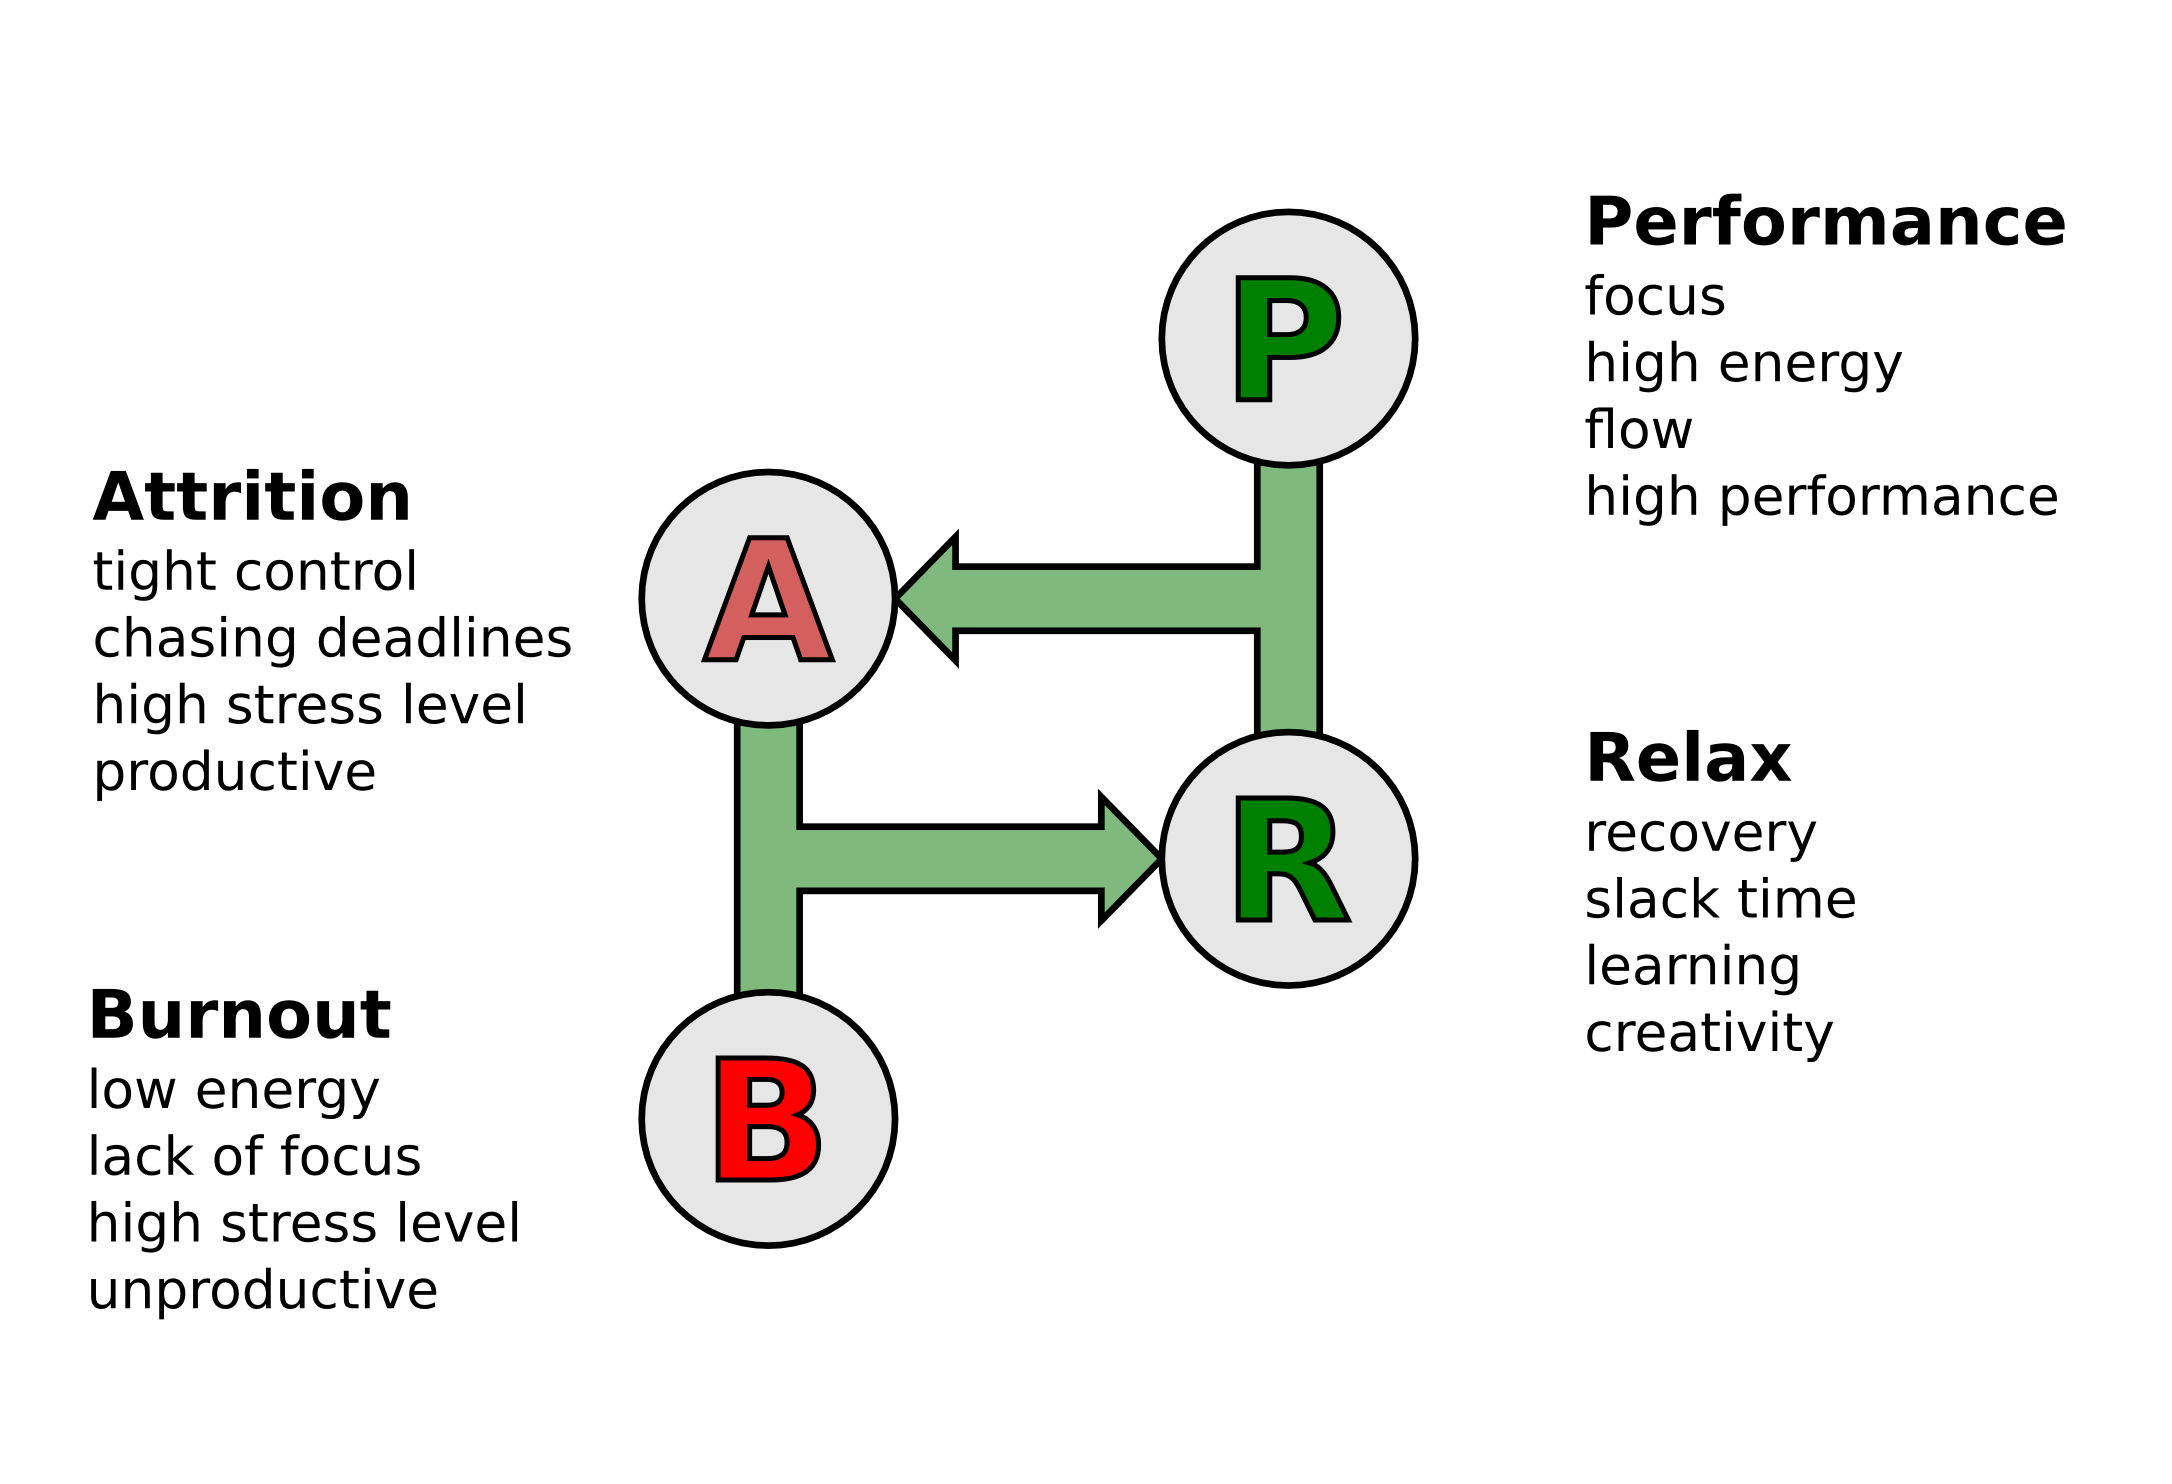 Performance
focus
high energy
flow
high performance
P
Attrition
tight control
chasing deadlines
high stress level
productive
A
Relax
recovery
slack time
learning
creativity
R
Burnout
low energy
lack of focus
high stress level
unproductive
B